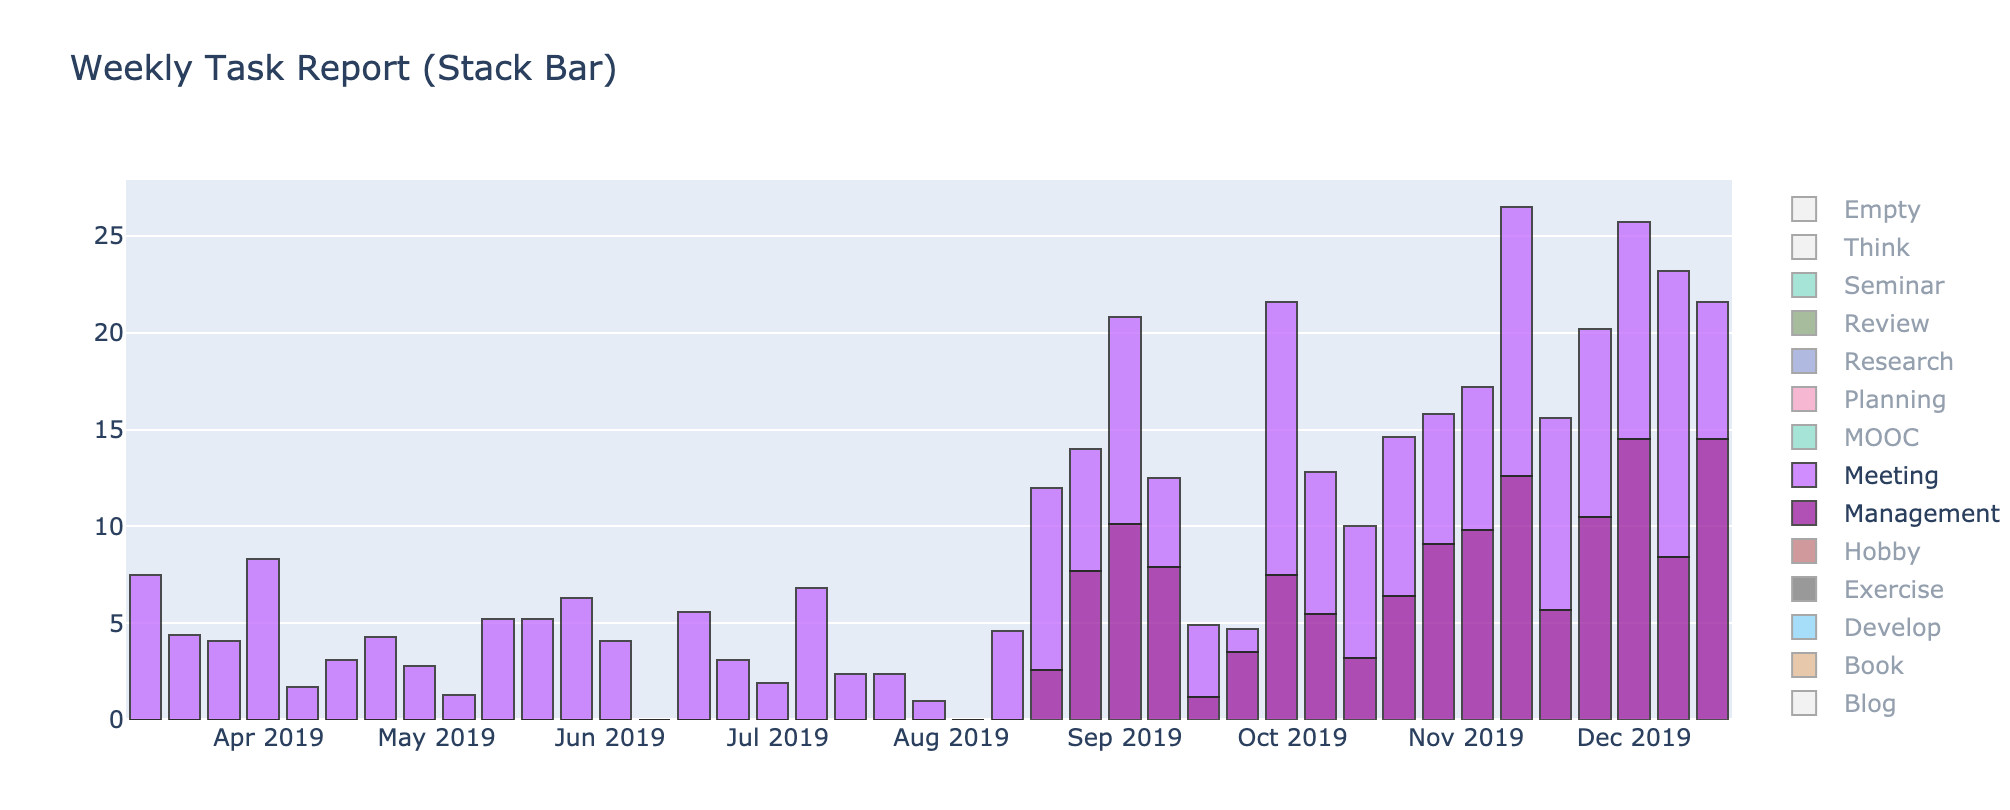 Weekly Task Report (Stack Bar)
25
20
15
10
5
0
Apr 2019
May 2019
Jun 2019
Jul 2019
Aug 2019
Sep 2019
Oct 2019
Nov 2019
Dec 2019
Empty
Think
Seminar
Review
Research
Planning
MOOC
Meeting
Management
Hobby
Exercise
Develop
Book
Blog